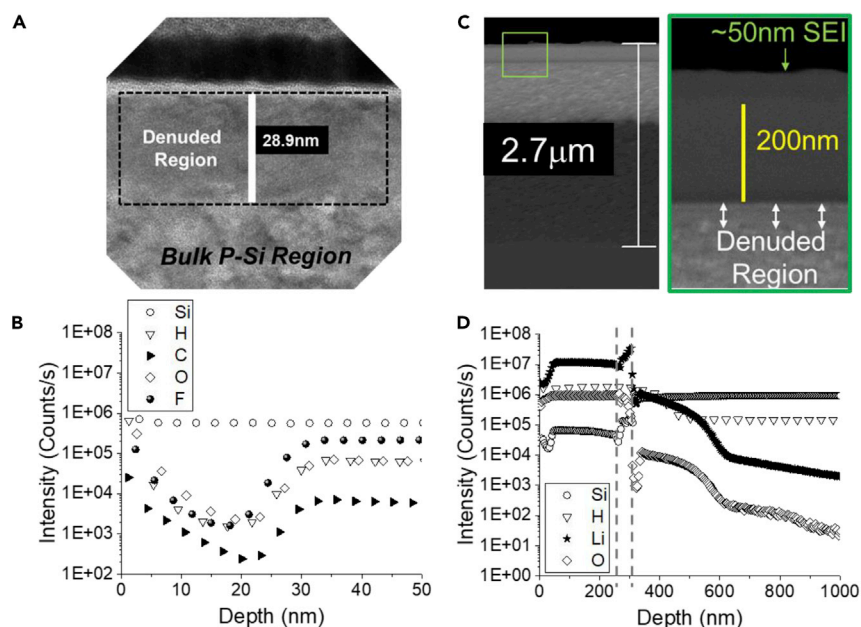 A
Denuded
Region
28.9nm
Bulk P-Si Region
C
2.7μm
~50nm SEI
200nm
Denuded
Region
B
Si
H
C
O
F
1E+08
1E+07
1E+06
1E+05
1E+04
1E+03
1E+02
Intensity (Counts/s)
0 10 20 30 40 50
Depth (nm)
D
1E+08
1E+07
1E+06
1E+05
1E+04
1E+03
1E+02
1E+01
1E+00
Intensity (Counts/s)
Si
H
Li
O
0 200 400 600 800 1000
Depth (nm)